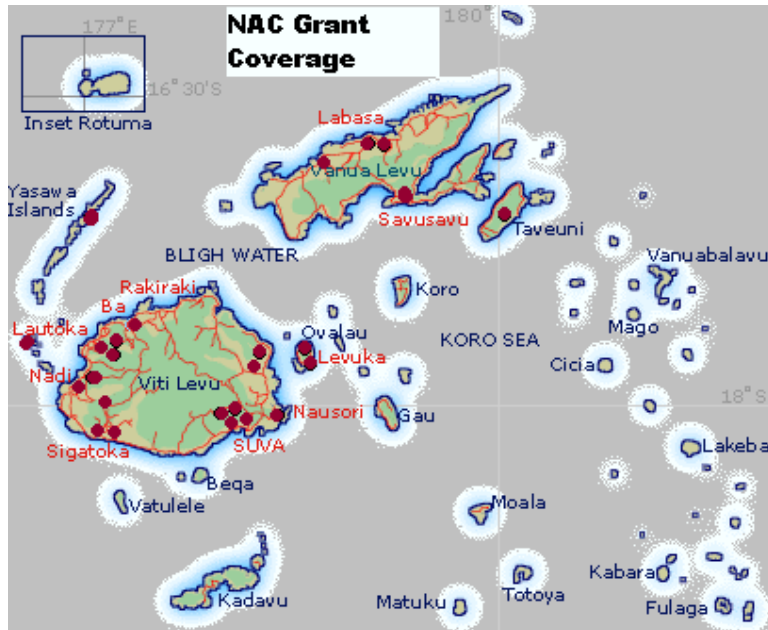 NAC Grant
Coverage
177° E
180°
16° 30'S
Inset Rotuma
Labasa
Vanua Levu
Yasawa
Islands
Savusavu
Taveuni
BLIGH WATER
Vanuabalavu
Rakiraki
Koro
Ba
Mago
Lautoka
Ovalau
KORO SEA
Levuka
Cicia
Nadi
Viti Levu
18° S
Nausori
Gau
Sigatoka
SUVA
Lakeba
Beqa
Vatulele
Moala
Kabara
Totoya
Kadavu
Matuku
Fulaga